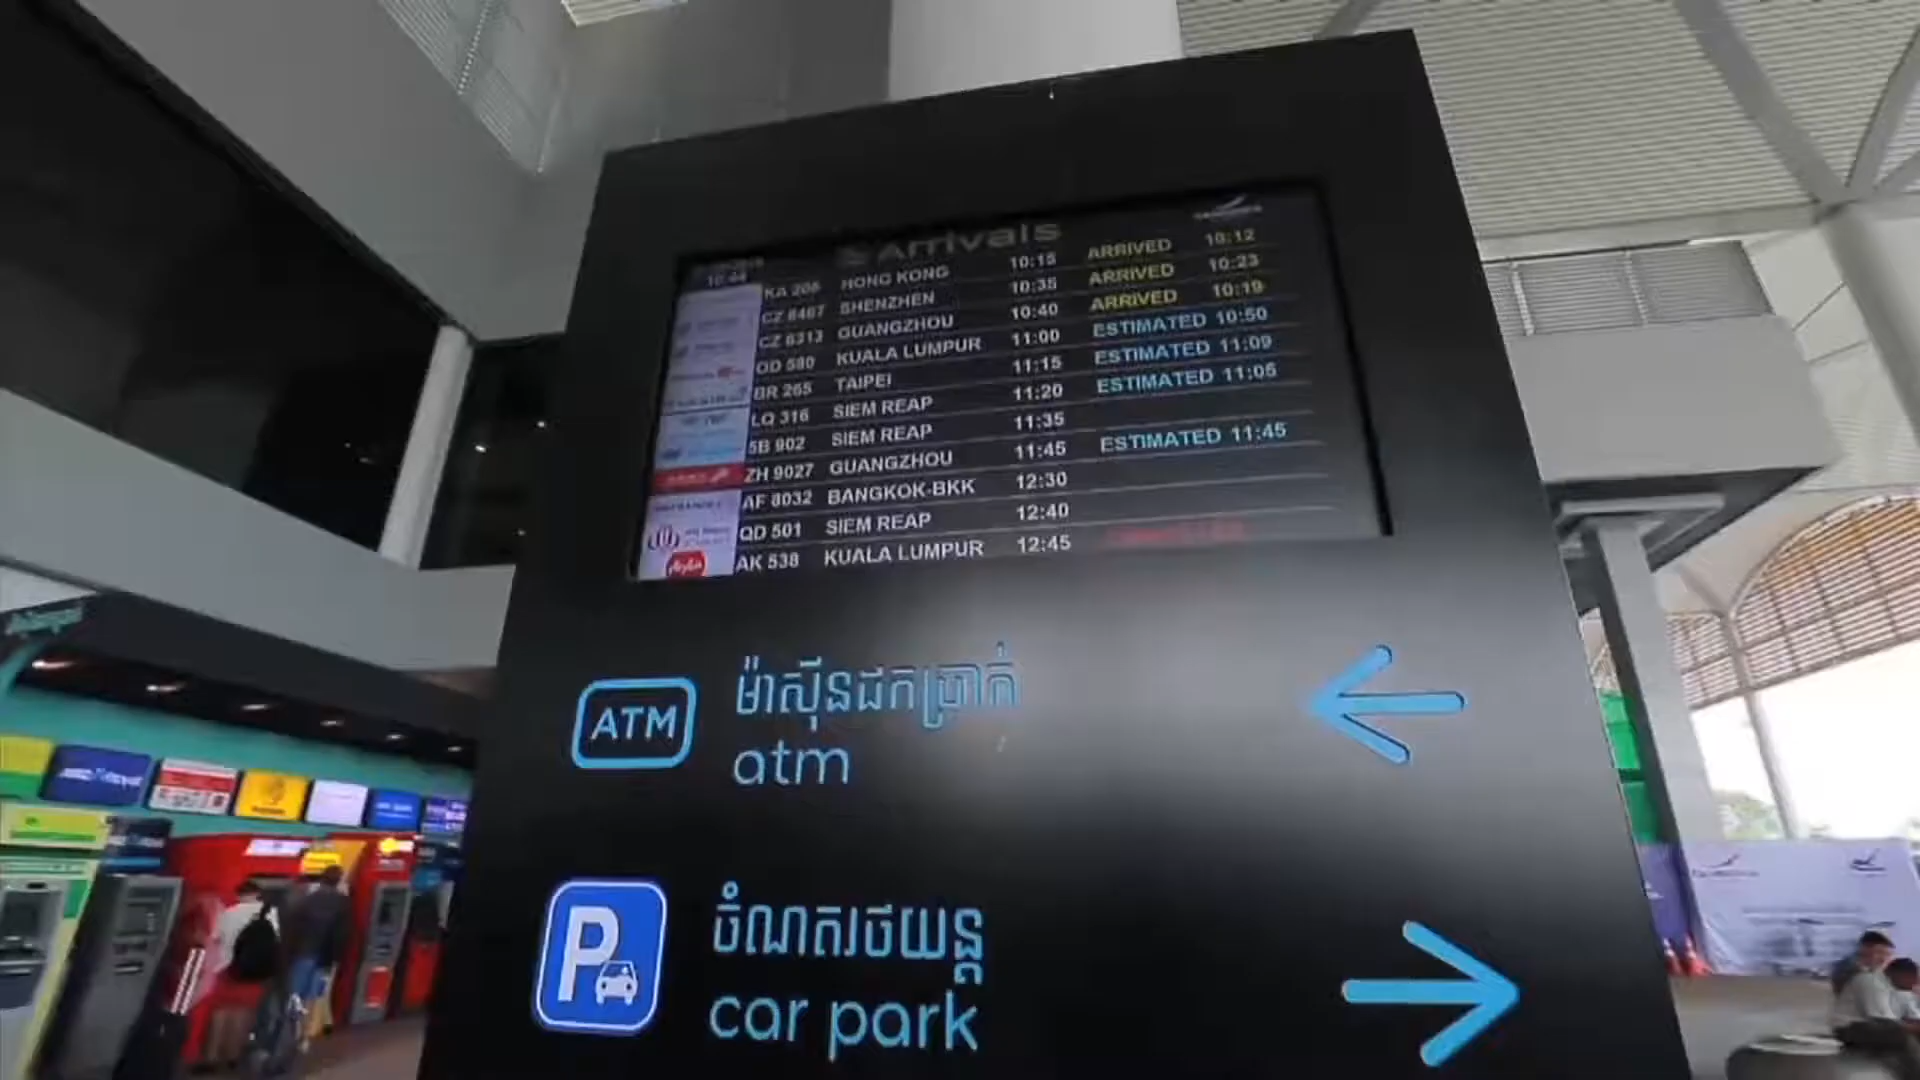 Arrivals
10:44
KA 208 HONG KONG 10:15 ARRIVED 10:12
CZ 8467 SHENZHEN 10:35 ARRIVED 10:23
CZ 6313 GUANGZHOU 10:40 ARRIVED 10:19
QD 580 KUALA LUMPUR 11:00 ESTIMATED 10:50
BR 265 TAIPEI 11:15 ESTIMATED 11:09
LQ 316 SIEM REAP 11:20 ESTIMATED 11:05
5B 902 SIEM REAP 11:35
ZH 9027 GUANGZHOU 11:45 ESTIMATED 11:45
AF 8032 BANGKOK-BKK 12:30
QD 501 SIEM REAP 12:40
AK 538 KUALA LUMPUR 12:45
ATM
ម៉ាស៊ីនដកប្រាក់
atm
P
ចំណតរថយន្ត
car park